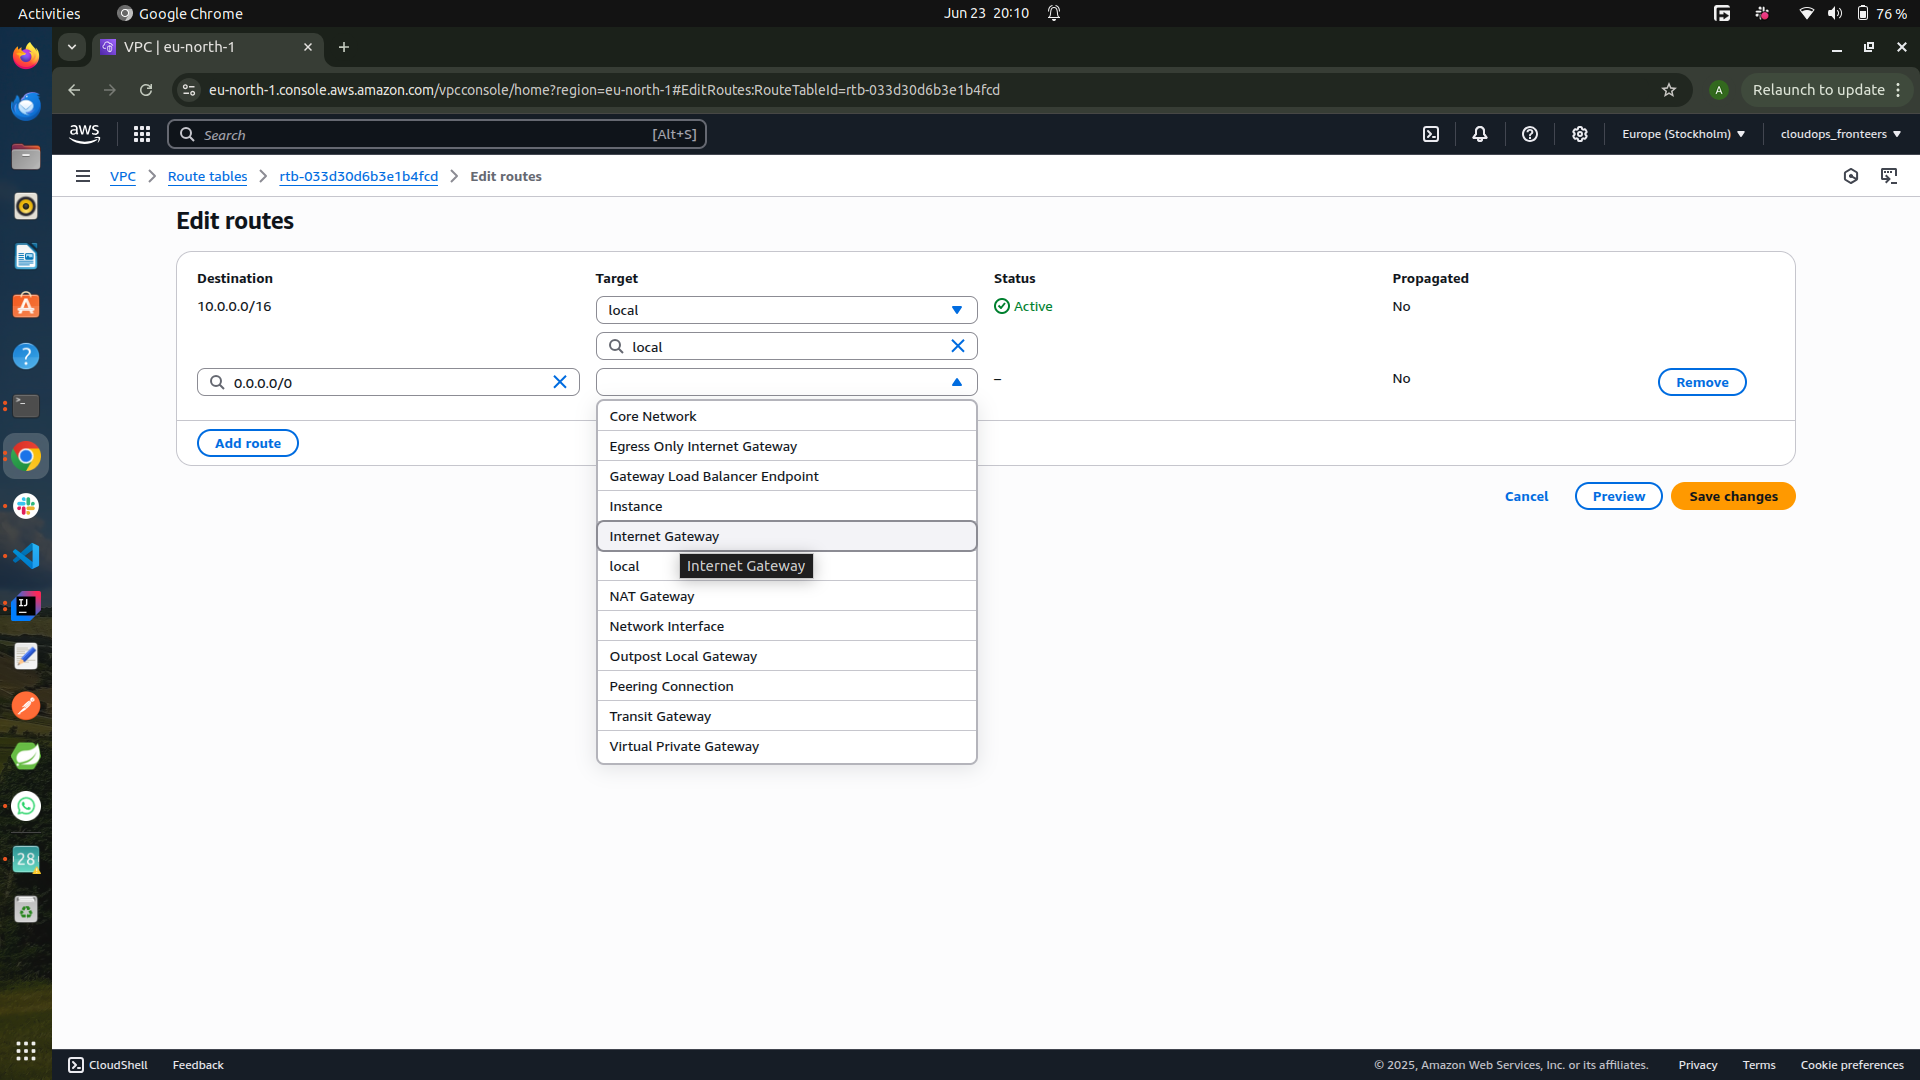 Activities
Google Chrome
Jun 23 20:10
76 %
VPC | eu-north-1
eu-north-1.console.aws.amazon.com/vpcconsole/home?region=eu-north-1#EditRoutes:RouteTableId=rtb-033d30d6b3e1b4fcd
A
Relaunch to update
aws
Search
[Alt+S]
Europe (Stockholm)
cloudops_fronteers
VPC
Route tables
rtb-033d30d6b3e1b4fcd
Edit routes
Edit routes
Destination
Target
Status
Propagated
10.0.0.0/16
local
Active
No
local
0.0.0.0/0
–
No
Remove
Add route
Core Network
Egress Only Internet Gateway
Gateway Load Balancer Endpoint
Instance
Internet Gateway
local
Internet Gateway
NAT Gateway
Network Interface
Outpost Local Gateway
Peering Connection
Transit Gateway
Virtual Private Gateway
Cancel
Preview
Save changes
IJ
28
CloudShell
Feedback
© 2025, Amazon Web Services, Inc. or its affiliates.
Privacy
Terms
Cookie preferences